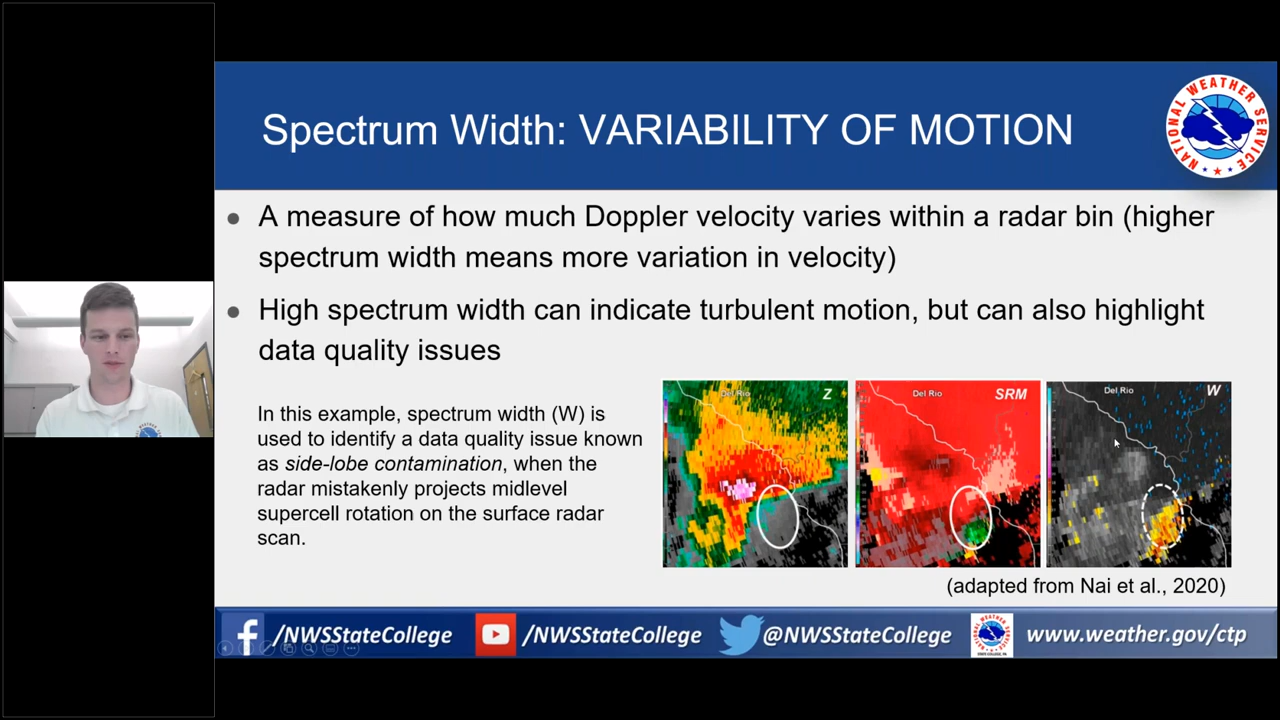 Spectrum Width: VARIABILITY OF MOTION
NATIONAL WEATHER SERVICE
A measure of how much Doppler velocity varies within a radar bin (higher
spectrum width means more variation in velocity)
High spectrum width can indicate turbulent motion, but can also highlight
data quality issues
In this example, spectrum width (W) is
used to identify a data quality issue known
as side-lobe contamination, when the
radar mistakenly projects midlevel
supercell rotation on the surface radar
scan.
Del Rio Z
Del Rio SRM
Del Rio W
(adapted from Nai et al., 2020)
/NWSStateCollege
/NWSStateCollege
@NWSStateCollege
www.weather.gov/ctp